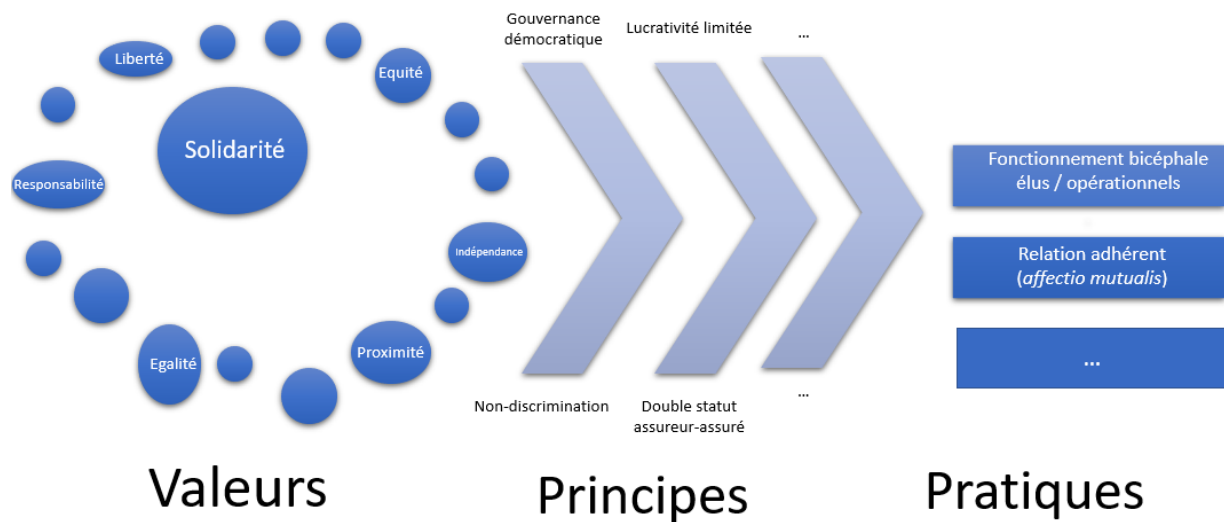 Liberté
Equité
Solidarité
Responsabilité
Indépendance
Proximité
Egalité
Valeurs
Gouvernance
démocratique
Lucrativité limitée
...
Non-discrimination
Double statut
assureur-assuré
...
Principes
Fonctionnement bicéphale
élus / opérationnels
Relation adhérent
(affectio mutualis)
...
Pratiques